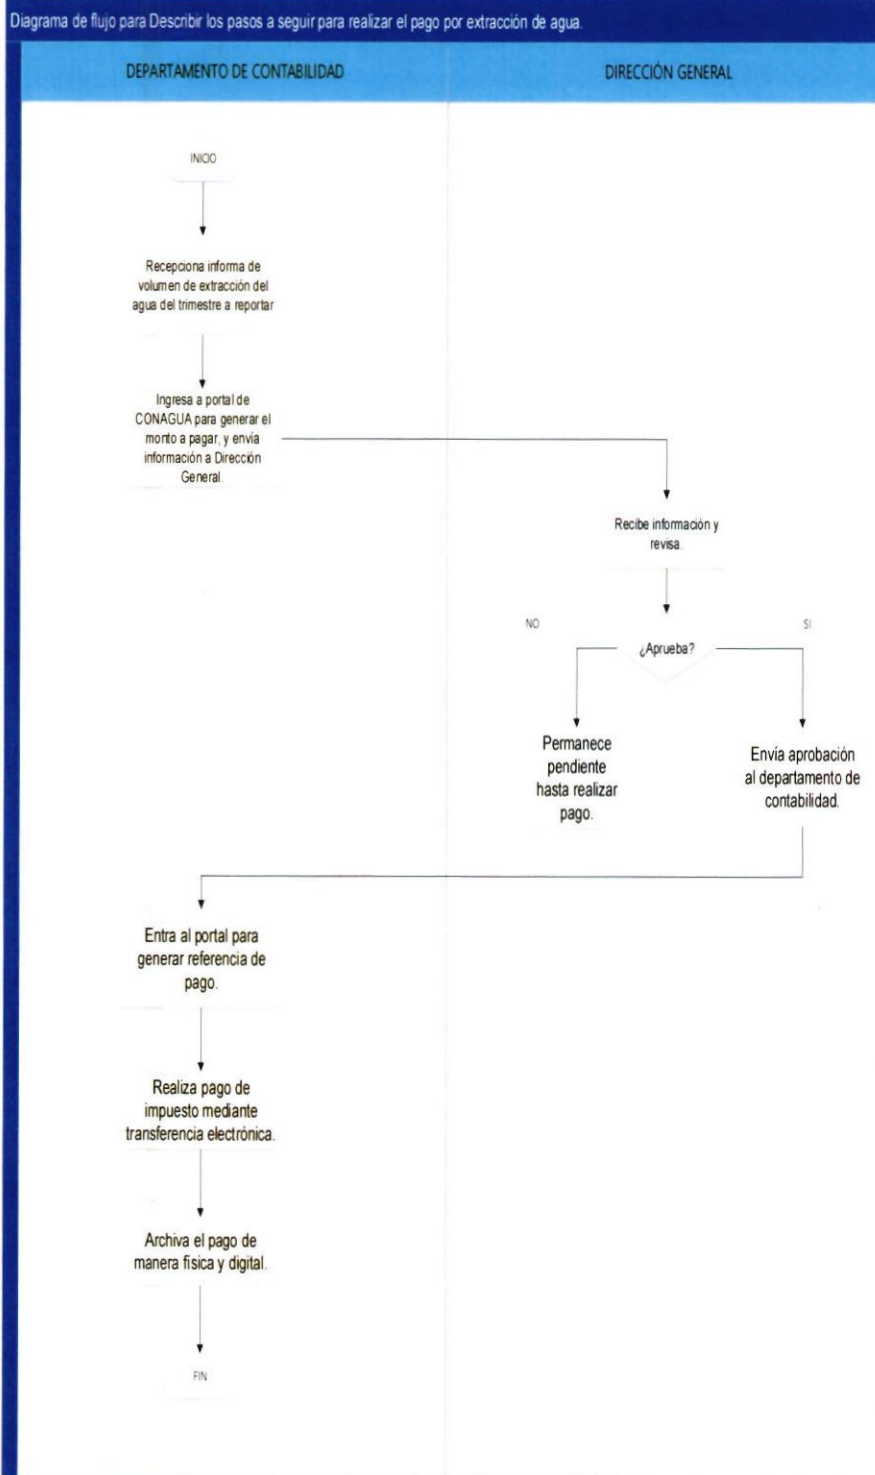 Diagrama de flujo para Describir los pasos a seguir para realizar el pago por extracción de agua.
DEPARTAMENTO DE CONTABILIDAD
DIRECCIÓN GENERAL
INICIO
Recepciona informa de
volumen de extracción del
agua del trimestre a reportar
Ingresa a portal de
CONAGUA para generar el
monto a pagar, y envía
información a Dirección
General.
Recibe información y
revisa.
NO
SI
¿Aprueba?
Permanece
pendiente
hasta realizar
pago.
Envía aprobación
al departamento de
contabilidad.
Entra al portal para
generar referencia de
pago.
Realiza pago de
impuesto mediante
transferencia electrónica.
Archiva el pago de
manera física y digital.
FIN